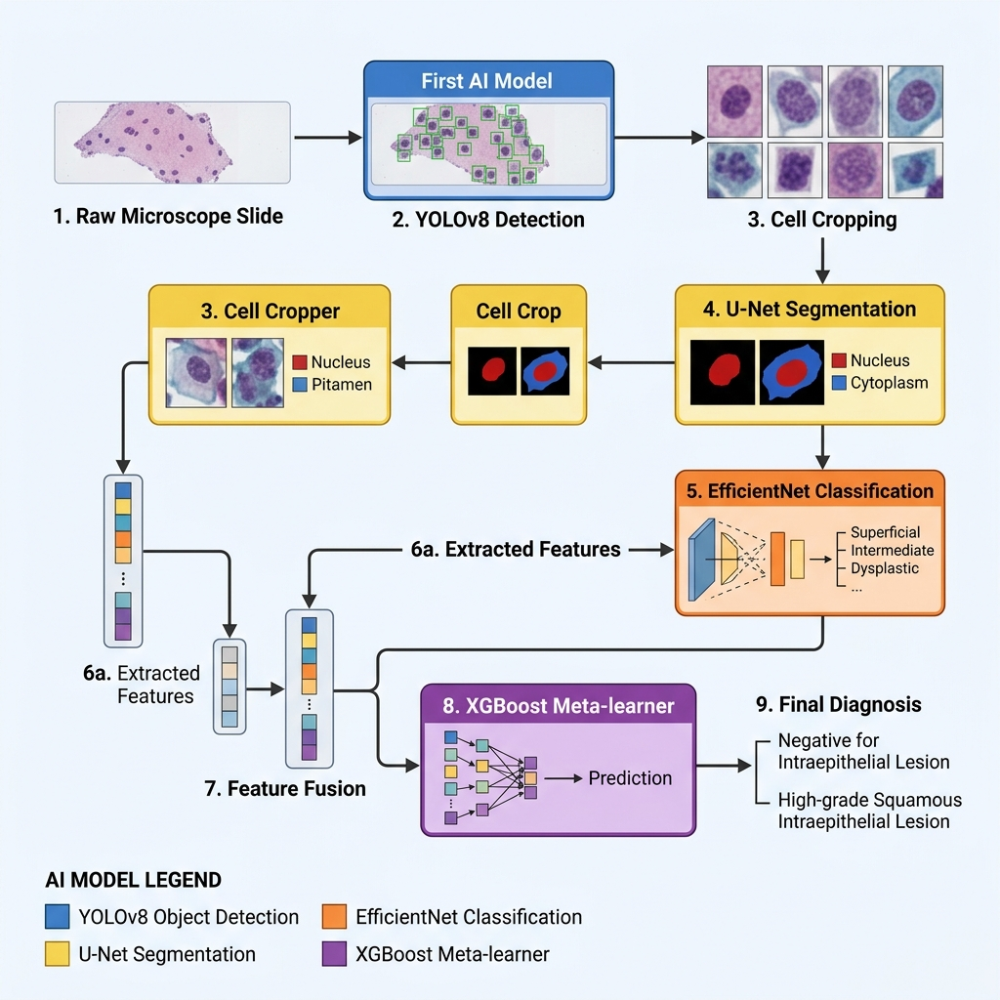 First AI Model
1. Raw Microscope Slide
2. YOLOv8 Detection
3. Cell Cropping
3. Cell Cropper
Nucleus
Pitamen
Cell Crop
4. U-Net Segmentation
Nucleus
Cytoplasm
5. EfficientNet Classification
Superficial
Intermediate
Dysplastic
...
6a. Extracted Features
6a. Extracted
Features
7. Feature Fusion
8. XGBoost Meta-learner
Prediction
9. Final Diagnosis
Negative for
Intraepithelial Lesion
High-grade Squamous
Intraepithelial Lesion
AI MODEL LEGEND
YOLOv8 Object Detection
EfficientNet Classification
U-Net Segmentation
XGBoost Meta-learner